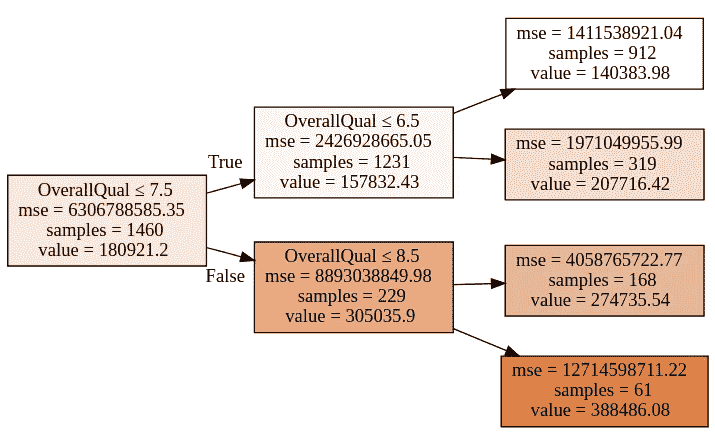 OverallQual ≤ 7.5
mse = 6306788585.35
samples = 1460
value = 180921.2
True
False
OverallQual ≤ 6.5
mse = 2426928665.05
samples = 1231
value = 157832.43
OverallQual ≤ 8.5
mse = 8893038849.98
samples = 229
value = 305035.9
mse = 1411538921.04
samples = 912
value = 140383.98
mse = 1971049955.99
samples = 319
value = 207716.42
mse = 4058765722.77
samples = 168
value = 274735.54
mse = 12714598711.22
samples = 61
value = 388486.08